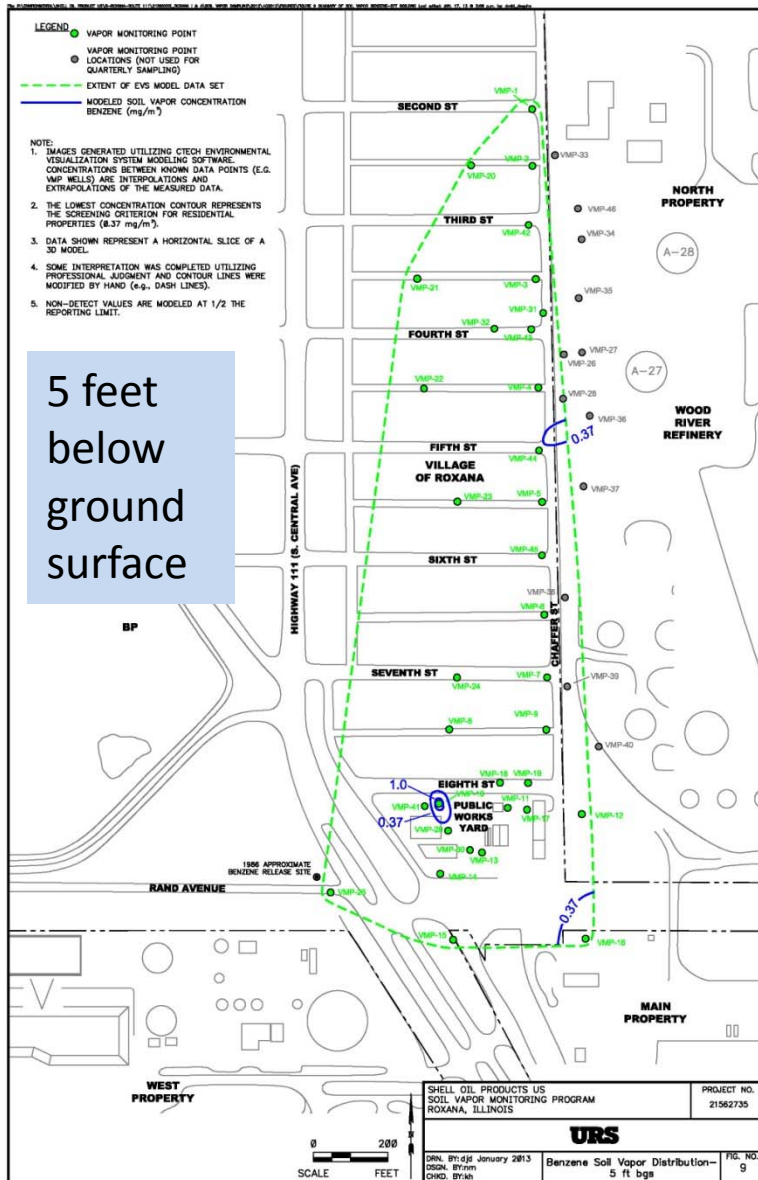 LEGEND
VAPOR MONITORING POINT
VAPOR MONITORING POINT
LOCATIONS (NOT USED FOR
QUARTERLY SAMPLING)
EXTENT OF EVS MODEL DATA SET
MODELED SOIL VAPOR CONCENTRATION
BENZENE (mg/m³)
NOTE:
1. IMAGES GENERATED UTILIZING CTECH ENVIRONMENTAL
VISUALIZATION SYSTEM MODELING SOFTWARE.
CONCENTRATIONS BETWEEN KNOWN DATA POINTS (E.G.
VMP WELLS) ARE INTERPOLATIONS AND
EXTRAPOLATIONS OF THE MEASURED DATA.
2. THE LOWEST CONCENTRATION CONTOUR REPRESENTS
THE SCREENING CRITERION FOR RESIDENTIAL
PROPERTIES (0.37 mg/m³).
3. DATA SHOWN REPRESENT A HORIZONTAL SLICE OF A
3D MODEL.
4. SOME INTERPRETATION WAS COMPLETED UTILIZING
PROFESSIONAL JUDGMENT AND CONTOUR LINES WERE
MODIFIED BY HAND (e.g., DASH LINES).
5. NON-DETECT VALUES ARE MODELED AT 1/2 THE
REPORTING LIMIT.
5 feet
below
ground
surface
VMP-1
SECOND ST
VMP-33
VMP-2
VMP-20
NORTH
PROPERTY
VMP-46
THIRD ST
VMP-42
VMP-34
A-28
VMP-21
VMP-3
VMP-35
VMP-31
VMP-32
FOURTH ST
VMP-43
VMP-27
VMP-26
A-27
VMP-22
VMP-4
VMP-28
VMP-36
WOOD
RIVER
REFINERY
0.37
FIFTH ST
VMP-44
VILLAGE
OF ROXANA
VMP-37
VMP-23
VMP-5
HIGHWAY 111 (S. CENTRAL AVE)
SIXTH ST
VMP-45
VMP-38
VMP-6
BP
CHAFFER ST
SEVENTH ST
VMP-24
VMP-7
VMP-39
VMP-8
VMP-9
VMP-40
EIGHTH ST
VMP-18
VMP-19
1.0
VMP-10
VMP-41
PUBLIC
WORKS
YARD
VMP-11
VMP-17
VMP-12
0.37
VMP-29
VMP-30
VMP-13
VMP-14
1986 APPROXIMATE
BENZENE RELEASE SITE
RAND AVENUE
VMP-25
0.37
VMP-15
VMP-16
MAIN
PROPERTY
WEST
PROPERTY
0 200
SCALE FEET
SHELL OIL PRODUCTS US
SOIL VAPOR MONITORING PROGRAM
ROXANA, ILLINOIS
PROJECT NO.
21562735
URS
DRN. BY:djd January 2013
DSGN. BY:nm
CHKD. BY:kh
Benzene Soil Vapor Distribution-
5 ft bgs
FIG. NO.
9